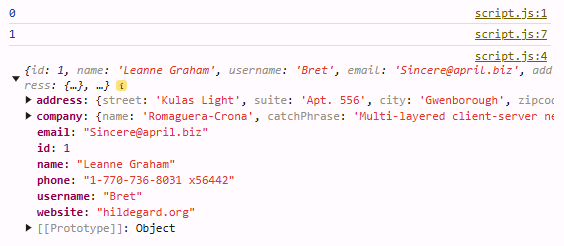 0 script.js:1
1 script.js:7
script.js:4
{id: 1, name: 'Leanne Graham', username: 'Bret', email: 'Sincere@april.biz', add
ress: {…}, …} i
address: {street: 'Kulas Light', suite: 'Apt. 556', city: 'Gwenborough', zipcod
company: {name: 'Romaguera-Crona', catchPhrase: 'Multi-layered client-server ne
email: "Sincere@april.biz"
id: 1
name: "Leanne Graham"
phone: "1-770-736-8031 x56442"
username: "Bret"
website: "hildegard.org"
[[Prototype]]: Object